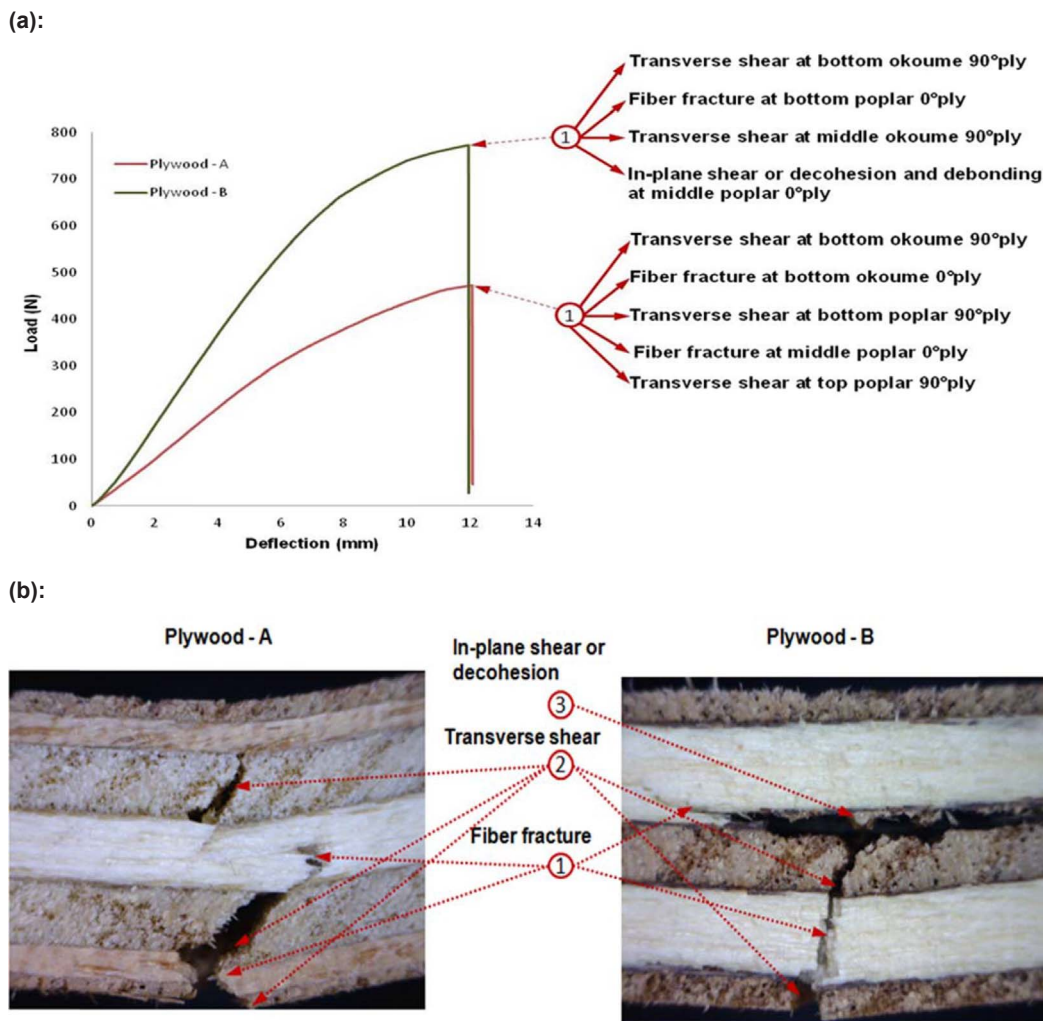 (a):
800
700
600
500
400
300
200
100
0
Load (N)
Plywood - A
Plywood - B
0 2 4 6 8 10 12 14
Deflection (mm)
1
Transverse shear at bottom okoume 90°ply
Fiber fracture at bottom poplar 0°ply
Transverse shear at middle okoume 90°ply
In-plane shear or decohesion and debonding
at middle poplar 0°ply
1
Transverse shear at bottom okoume 90°ply
Fiber fracture at bottom okoume 0°ply
Transverse shear at bottom poplar 90°ply
Fiber fracture at middle poplar 0°ply
Transverse shear at top poplar 90°ply
(b):
Plywood - A
In-plane shear or
decohesion
3
Transverse shear
2
Fiber fracture
1
Plywood - B